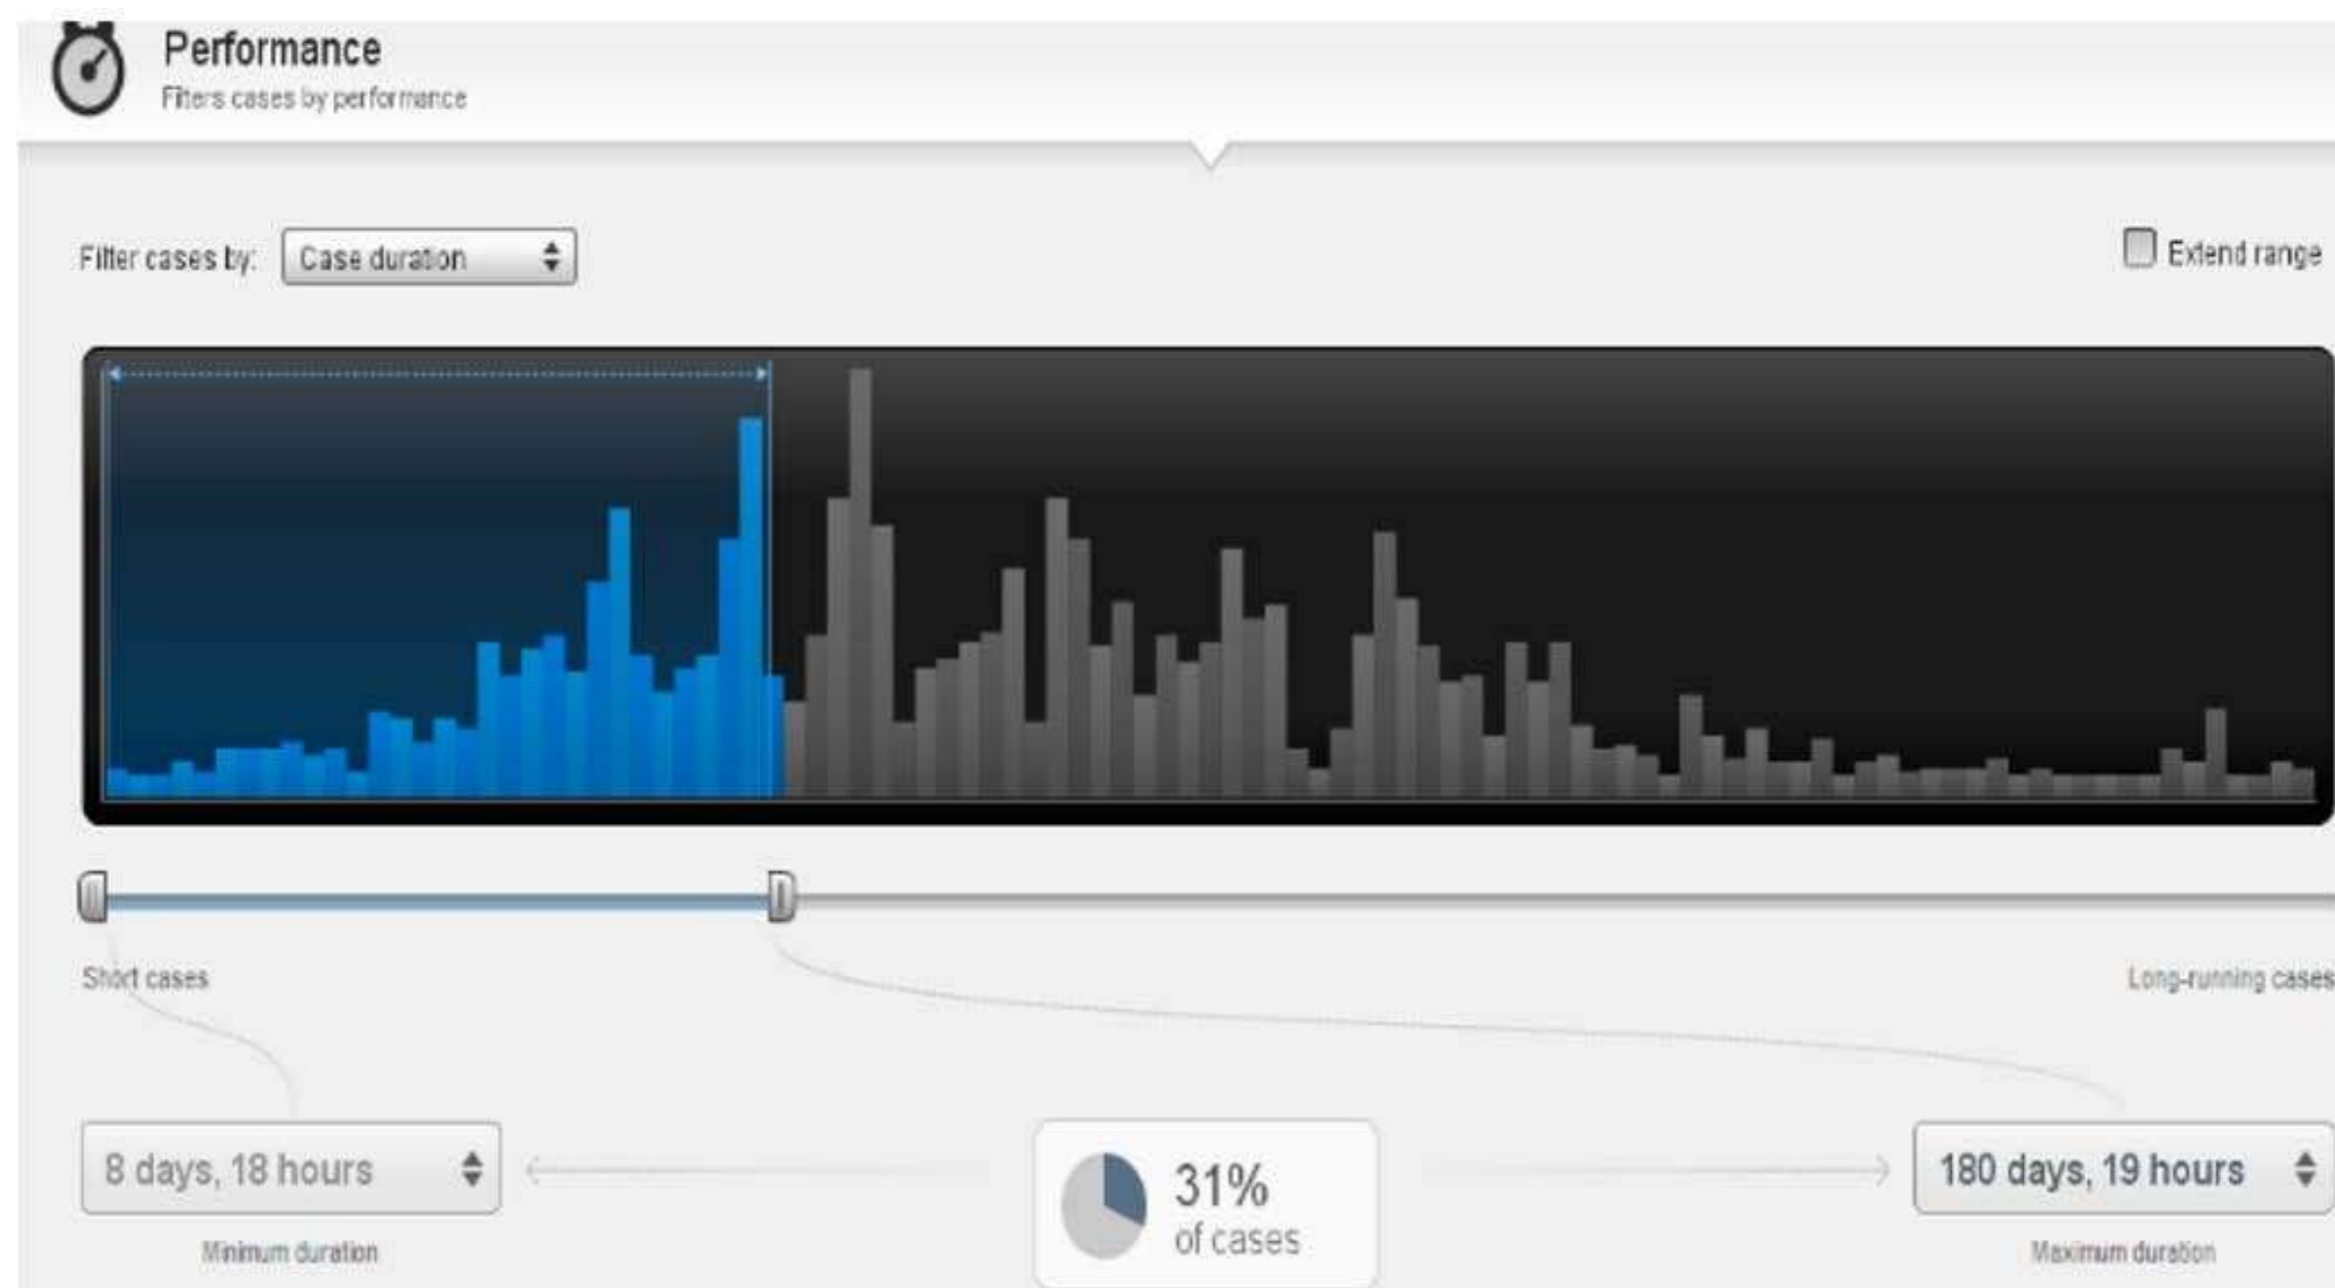 Performance
Filters cases by performance
Filter cases by:
Case duration
Extend range
Short cases
Long-running cases
8 days, 18 hours
31%
of cases
180 days, 19 hours
Minimum duration
Maximum duration